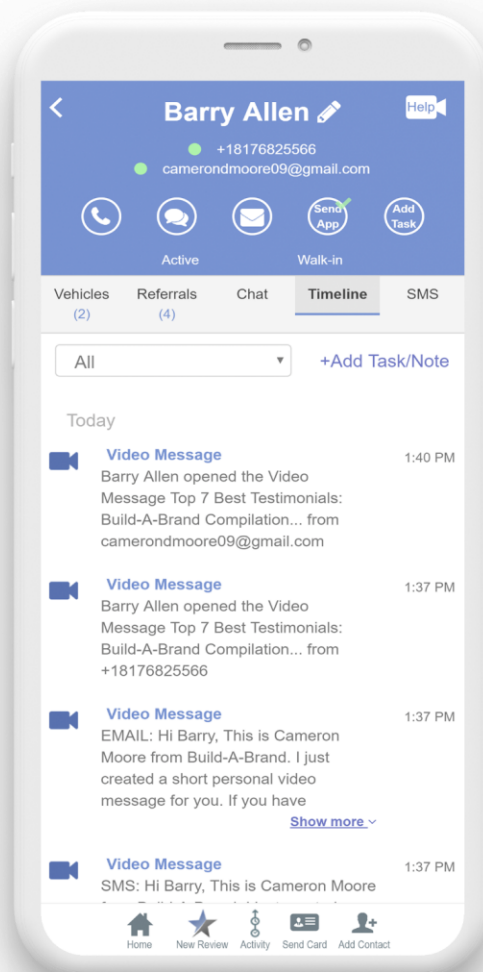 Barry Allen
Help
+18176825566
camerondmoore09@gmail.com
Send
App
Add
Task
Active
Walk-in
Vehicles
(2)
Referrals
(4)
Chat
Timeline
SMS
All
+Add Task/Note
Today
Video Message
1:40 PM
Barry Allen opened the Video
Message Top 7 Best Testimonials:
Build-A-Brand Compilation... from
camerondmoore09@gmail.com
Video Message
1:37 PM
Barry Allen opened the Video
Message Top 7 Best Testimonials:
Build-A-Brand Compilation... from
+18176825566
Video Message
1:37 PM
EMAIL: Hi Barry, This is Cameron
Moore from Build-A-Brand. I just
created a short personal video
message for you. If you have
Show more
Video Message
1:37 PM
SMS: Hi Barry, This is Cameron Moore
Home
New Review
Activity
Send Card
Add Contact